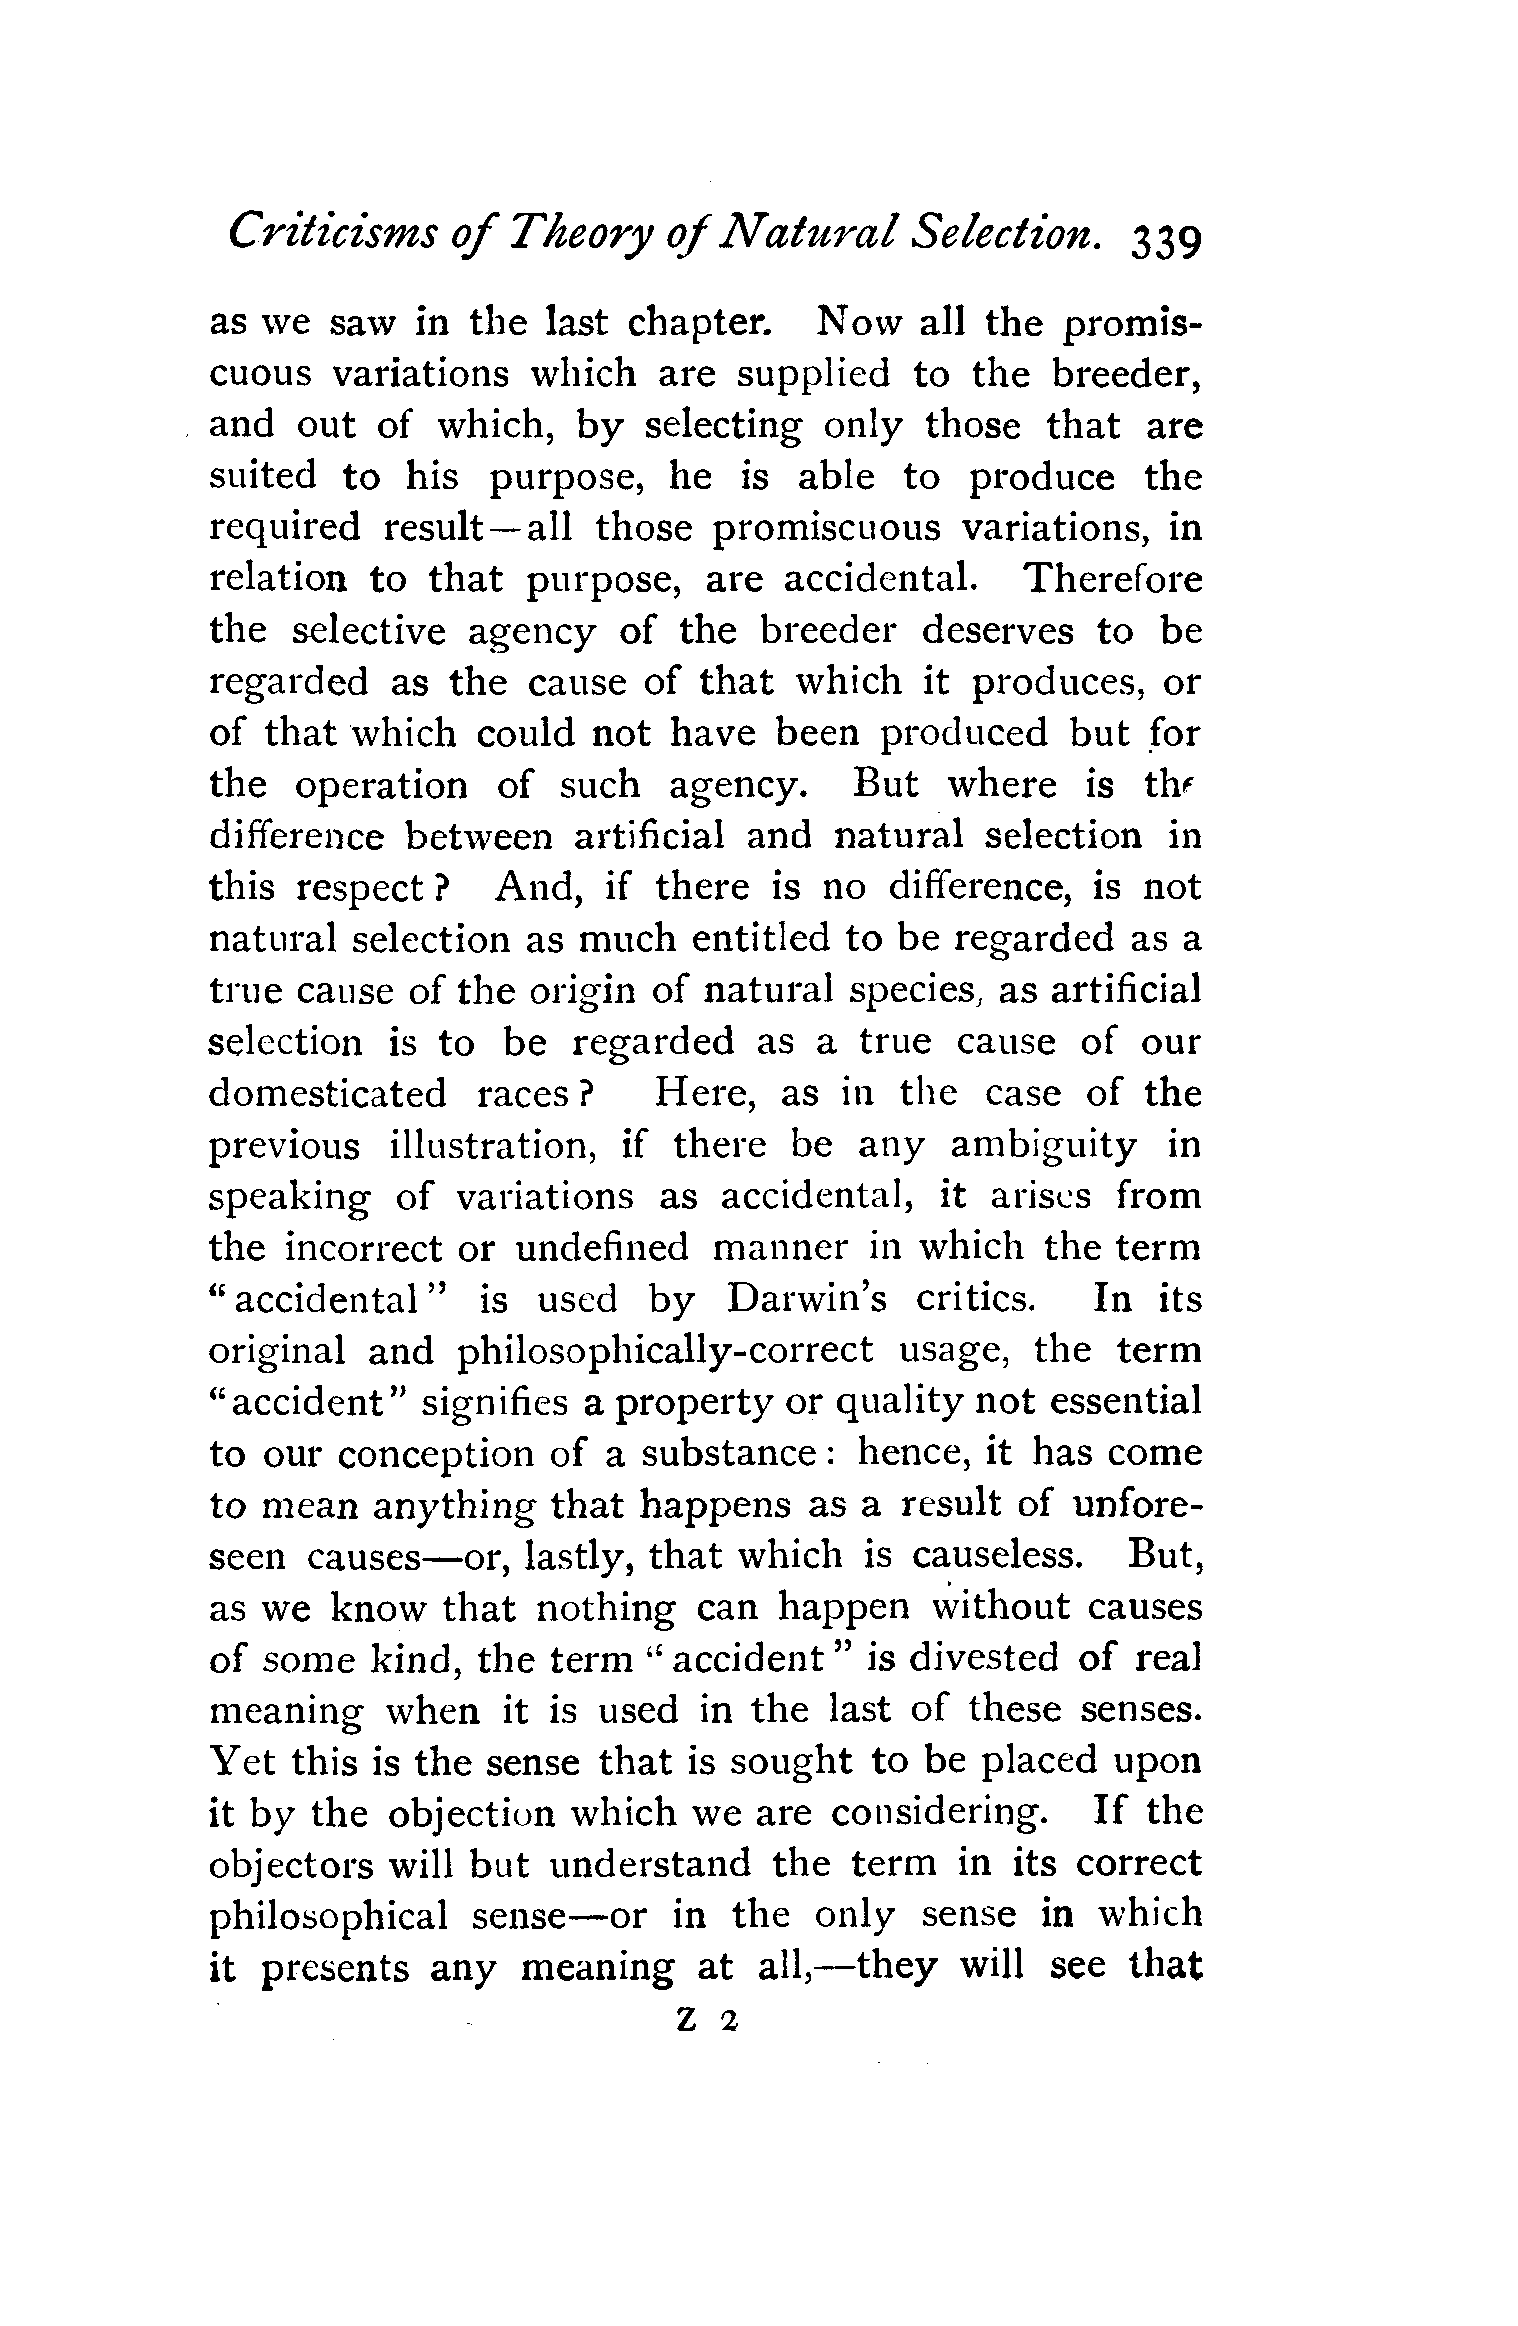 Criticisms of Theory of Natural Selection. 339
as we saw in the last chapter. Now all the promis-
cuous variations which are supplied to the breeder,
and out of which, by selecting only those that are
suited to his purpose, he is able to produce the
required result—all those promiscuous variations, in
relation to that purpose, are accidental. Therefore
the selective agency of the breeder deserves to be
regarded as the cause of that which it produces, or
of that which could not have been produced but for
the operation of such agency. But where is the
difference between artificial and natural selection in
this respect? And, if there is no difference, is not
natural selection as much entitled to be regarded as a
true cause of the origin of natural species, as artificial
selection is to be regarded as a true cause of our
domesticated races? Here, as in the case of the
previous illustration, if there be any ambiguity in
speaking of variations as accidental, it arises from
the incorrect or undefined manner in which the term
"accidental" is used by Darwin's critics. In its
original and philosophically-correct usage, the term
"accident" signifies a property or quality not essential
to our conception of a substance: hence, it has come
to mean anything that happens as a result of unfore-
seen causes—or, lastly, that which is causeless. But,
as we know that nothing can happen without causes
of some kind, the term "accident" is divested of real
meaning when it is used in the last of these senses.
Yet this is the sense that is sought to be placed upon
it by the objection which we are considering. If the
objectors will but understand the term in its correct
philosophical sense—or in the only sense in which
it presents any meaning at all,—they will see that
Z 2